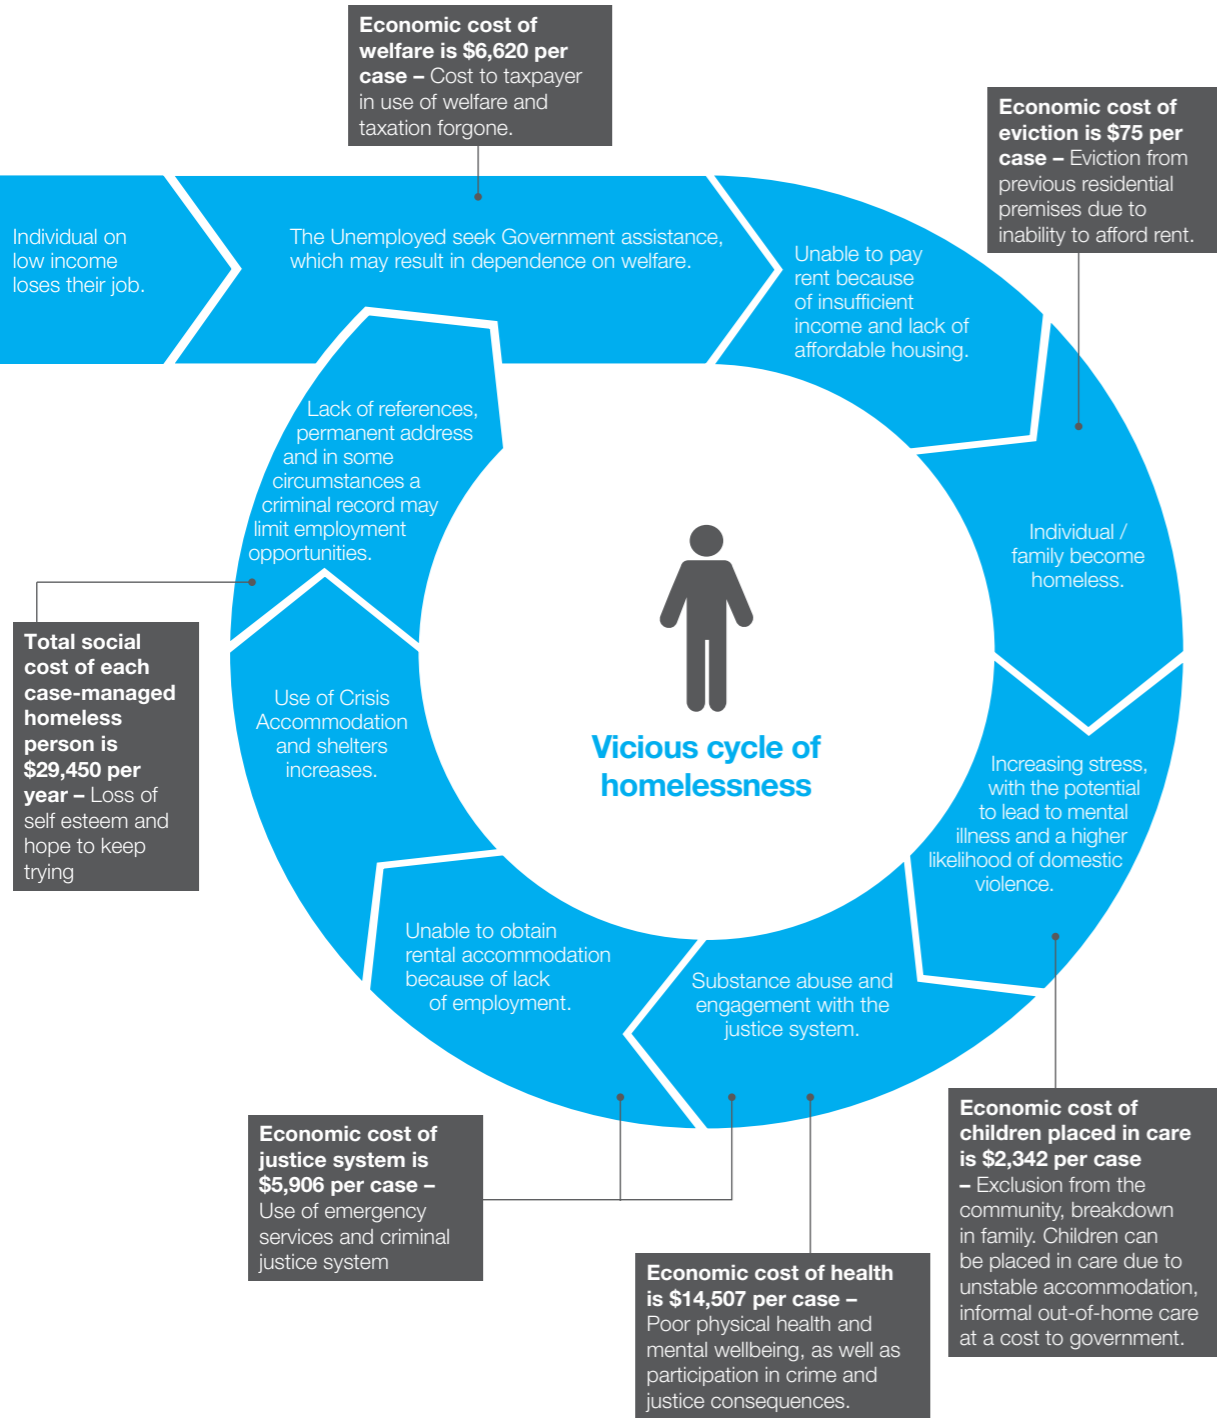 Economic cost of
welfare is $6,620 per
case – Cost to taxpayer
in use of welfare and
taxation forgone.
Economic cost of
eviction is $75 per
case – Eviction from
previous residential
premises due to
inability to afford rent.
Individual on
low income
loses their job.
The Unemployed seek Government assistance,
which may result in dependence on welfare.
Unable to pay
rent because
of insufficient
income and lack of
affordable housing.
Individual /
family become
homeless.
Increasing stress,
with the potential
to lead to mental
illness and a higher
likelihood of domestic
violence.
Economic cost of
children placed in care
is $2,342 per case
– Exclusion from the
community, breakdown
in family. Children can
be placed in care due to
unstable accommodation,
informal out-of-home care
at a cost to government.
Substance abuse and
engagement with the
justice system.
Economic cost of health
is $14,507 per case –
Poor physical health and
mental wellbeing, as well as
participation in crime and
justice consequences.
Economic cost of
justice system is
$5,906 per case –
Use of emergency
services and criminal
justice system
Unable to obtain
rental accommodation
because of lack
of employment.
Use of Crisis
Accommodation
and shelters
increases.
Lack of references,
permanent address
and in some
circumstances a
criminal record may
limit employment
opportunities.
Total social
cost of each
case-managed
homeless
person is
$29,450 per
year – Loss of
self esteem and
hope to keep
trying
Vicious cycle of
homelessness